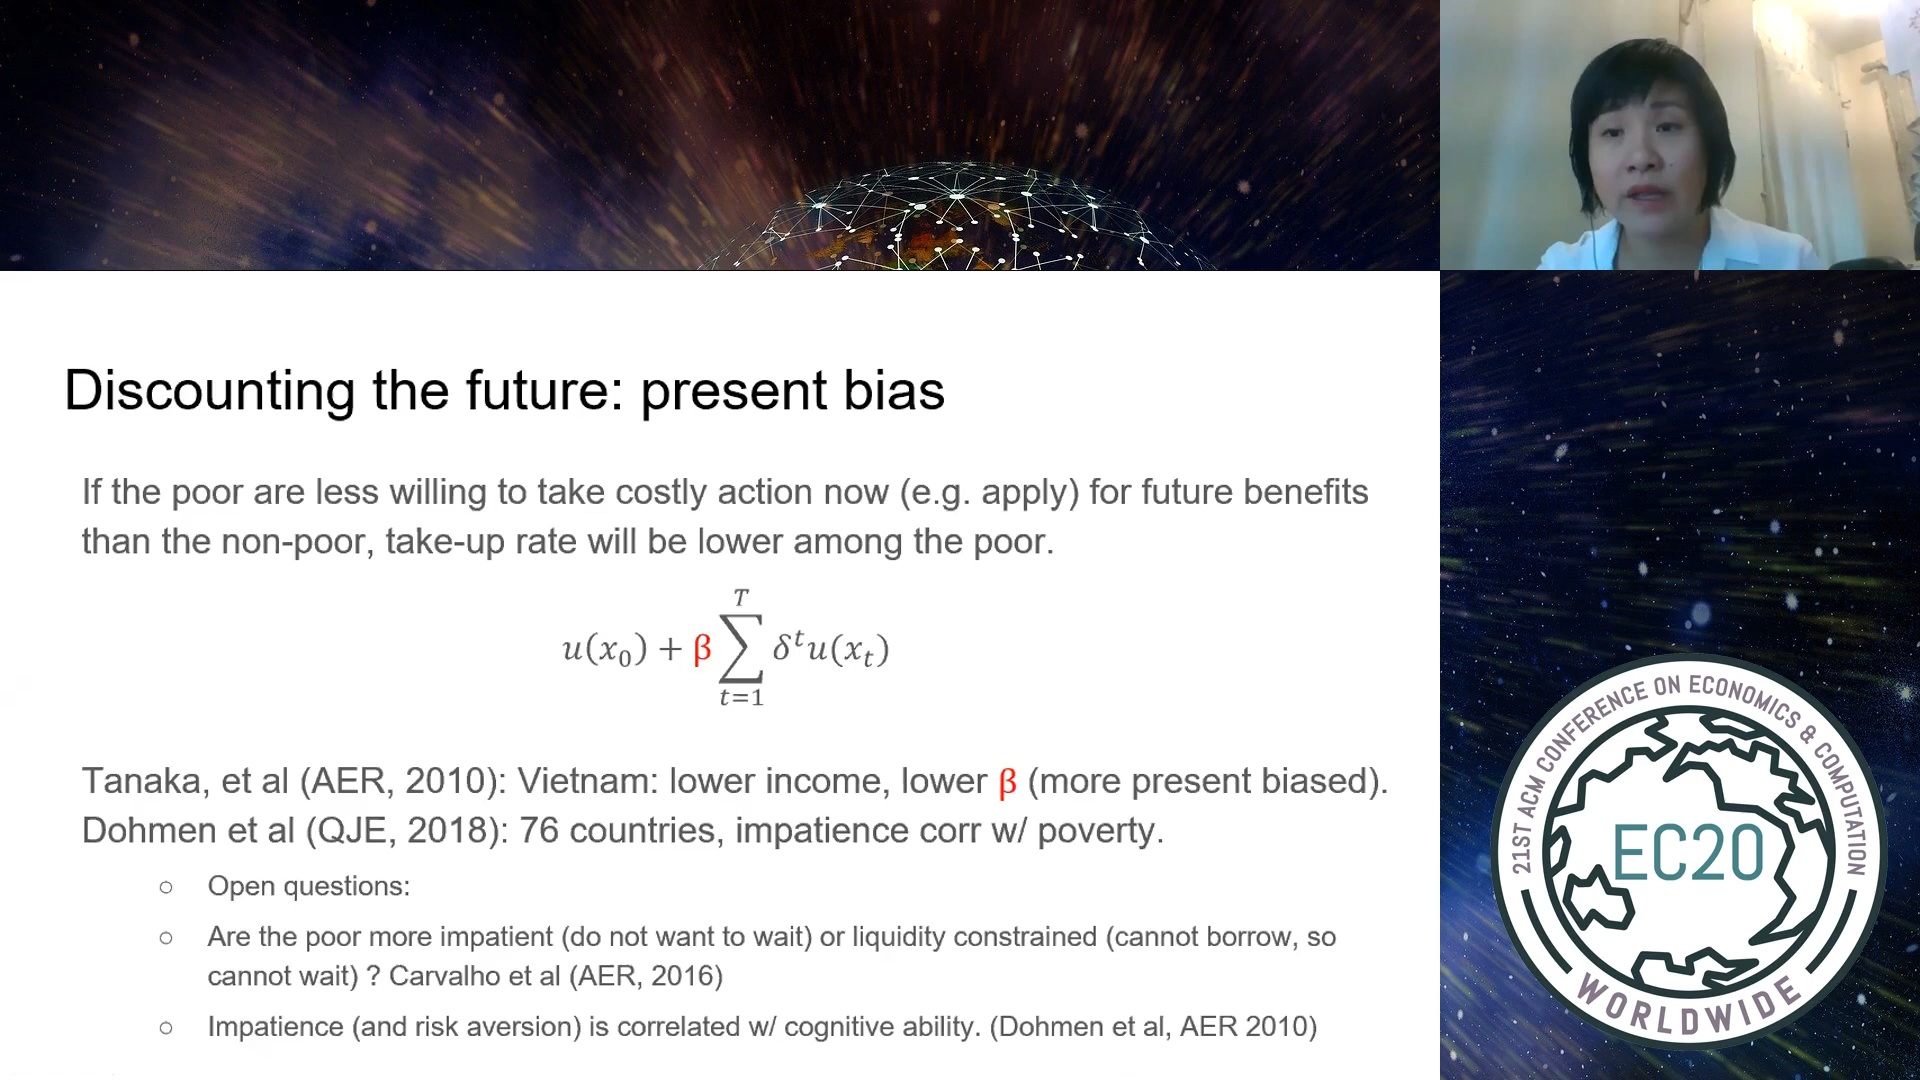 Discounting the future: present bias
If the poor are less willing to take costly action now (e.g. apply) for future benefits
than the non-poor, take-up rate will be lower among the poor.
u(x₀) + β ∑_{t=1}^{T} δᵗu(xₜ)
Tanaka, et al (AER, 2010): Vietnam: lower income, lower β (more present biased).
Dohmen et al (QJE, 2018): 76 countries, impatience corr w/ poverty.
○ Open questions:
○ Are the poor more impatient (do not want to wait) or liquidity constrained (cannot borrow, so
cannot wait) ? Carvalho et al (AER, 2016)
○ Impatience (and risk aversion) is correlated w/ cognitive ability. (Dohmen et al, AER 2010)
21ST ACM CONFERENCE ON ECONOMICS & COMPUTATION
EC20
WORLDWIDE